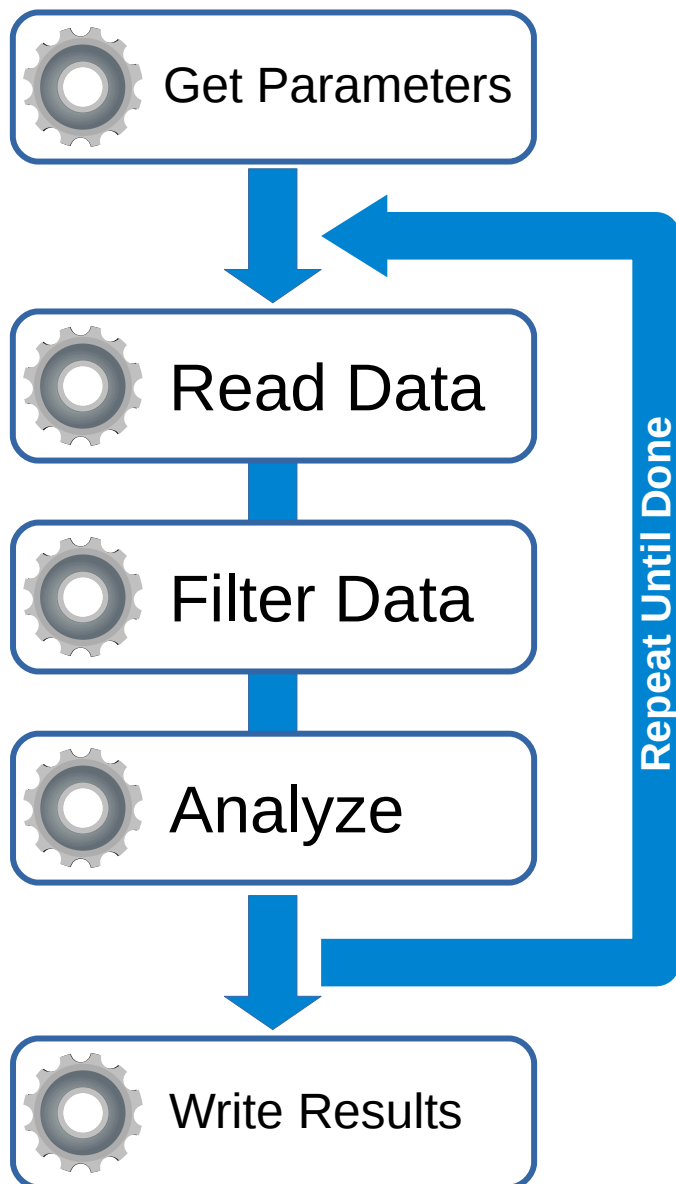 Get Parameters
Read Data
Filter Data
Analyze
Repeat Until Done
Write Results